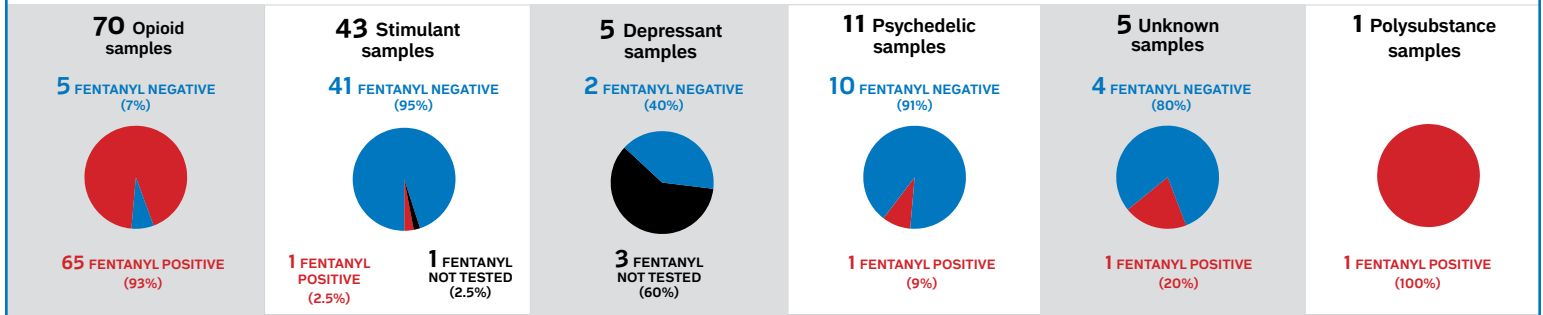 70 Opioid
samples
5 FENTANYL NEGATIVE
(7%)
65 FENTANYL POSITIVE
(93%)
43 Stimulant
samples
41 FENTANYL NEGATIVE
(95%)
1 FENTANYL
POSITIVE
(2.5%)
1 FENTANYL
NOT TESTED
(2.5%)
5 Depressant
samples
2 FENTANYL NEGATIVE
(40%)
3 FENTANYL
NOT TESTED
(60%)
11 Psychedelic
samples
10 FENTANYL NEGATIVE
(91%)
1 FENTANYL POSITIVE
(9%)
5 Unknown
samples
4 FENTANYL NEGATIVE
(80%)
1 FENTANYL POSITIVE
(20%)
1 Polysubstance
samples
1 FENTANYL POSITIVE
(100%)